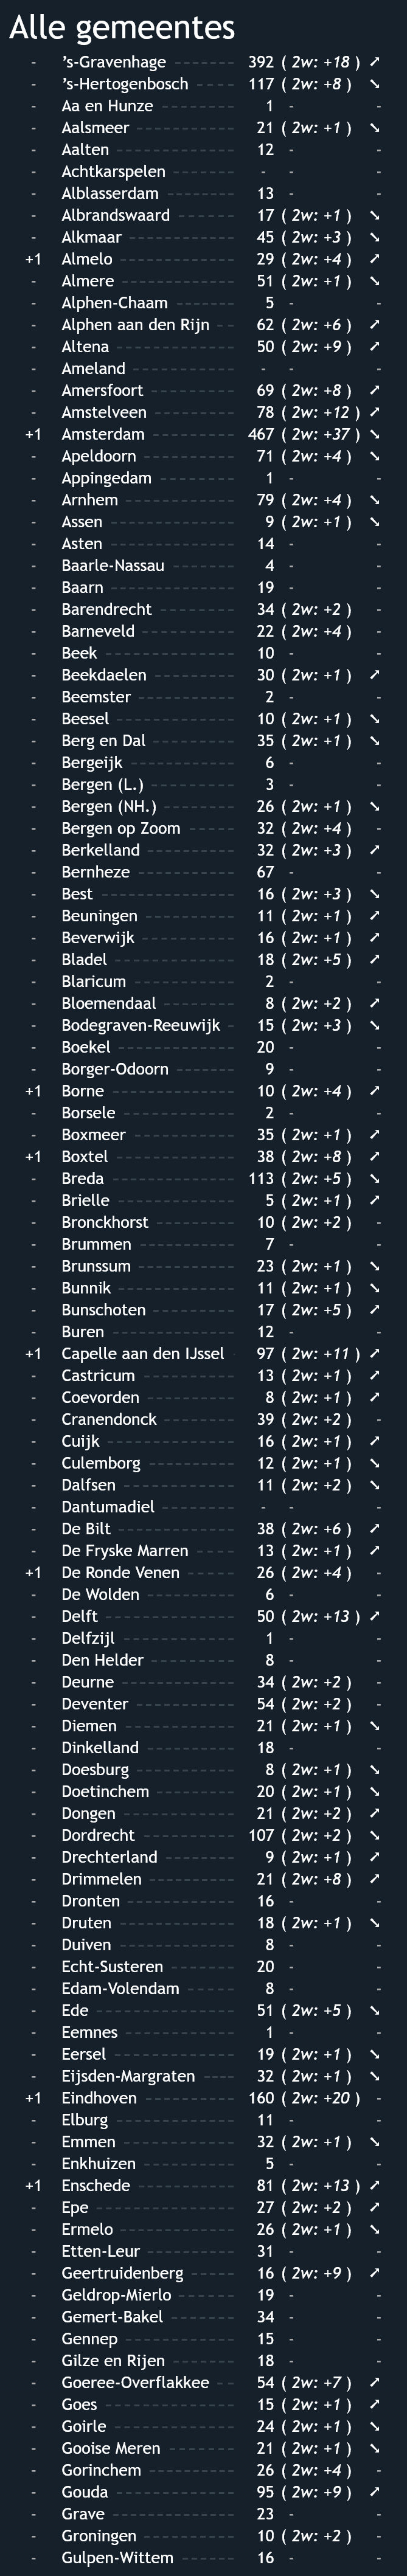 Alle gemeentes
- ’s-Gravenhage 392 ( 2w: +18 ) ➚
- ’s-Hertogenbosch 117 ( 2w: +8 ) ➘
- Aa en Hunze 1 - -
- Aalsmeer 21 ( 2w: +1 ) ➘
- Aalten 12 - -
- Achtkarspelen - - -
- Alblasserdam 13 - -
- Albrandswaard 17 ( 2w: +1 ) ➘
- Alkmaar 45 ( 2w: +3 ) ➘
+1 Almelo 29 ( 2w: +4 ) ➚
- Almere 51 ( 2w: +1 ) ➘
- Alphen-Chaam 5 - -
- Alphen aan den Rijn 62 ( 2w: +6 ) ➚
- Altena 50 ( 2w: +9 ) ➚
- Ameland - - -
- Amersfoort 69 ( 2w: +8 ) ➚
- Amstelveen 78 ( 2w: +12 ) ➚
+1 Amsterdam 467 ( 2w: +37 ) ➘
- Apeldoorn 71 ( 2w: +4 ) ➘
- Appingedam 1 - -
- Arnhem 79 ( 2w: +4 ) ➘
- Assen 9 ( 2w: +1 ) ➘
- Asten 14 - -
- Baarle-Nassau 4 - -
- Baarn 19 - -
- Barendrecht 34 ( 2w: +2 ) -
- Barneveld 22 ( 2w: +4 ) -
- Beek 10 - -
- Beekdaelen 30 ( 2w: +1 ) ➚
- Beemster 2 - -
- Beesel 10 ( 2w: +1 ) ➘
- Berg en Dal 35 ( 2w: +1 ) ➘
- Bergeijk 6 - -
- Bergen (L.) 3 - -
- Bergen (NH.) 26 ( 2w: +1 ) ➘
- Bergen op Zoom 32 ( 2w: +4 ) -
- Berkelland 32 ( 2w: +3 ) ➚
- Bernheze 67 - -
- Best 16 ( 2w: +3 ) ➘
- Beuningen 11 ( 2w: +1 ) ➚
- Beverwijk 16 ( 2w: +1 ) ➚
- Bladel 18 ( 2w: +5 ) ➚
- Blaricum 2 - -
- Bloemendaal 8 ( 2w: +2 ) ➚
- Bodegraven-Reeuwijk 15 ( 2w: +3 ) ➘
- Boekel 20 - -
- Borger-Odoorn 9 - -
+1 Borne 10 ( 2w: +4 ) ➚
- Borsele 2 - -
- Boxmeer 35 ( 2w: +1 ) ➚
+1 Boxtel 38 ( 2w: +8 ) ➚
- Breda 113 ( 2w: +5 ) ➘
- Brielle 5 ( 2w: +1 ) ➚
- Bronckhorst 10 ( 2w: +2 ) -
- Brummen 7 - -
- Brunssum 23 ( 2w: +1 ) ➘
- Bunnik 11 ( 2w: +1 ) ➘
- Bunschoten 17 ( 2w: +5 ) ➚
- Buren 12 - -
+1 Capelle aan den IJssel 97 ( 2w: +11 ) ➚
- Castricum 13 ( 2w: +1 ) ➚
- Coevorden 8 ( 2w: +1 ) ➚
- Cranendonck 39 ( 2w: +2 ) -
- Cuijk 16 ( 2w: +1 ) ➚
- Culemborg 12 ( 2w: +1 ) ➘
- Dalfsen 11 ( 2w: +2 ) ➘
- Dantumadiel - - -
- De Bilt 38 ( 2w: +6 ) ➚
- De Fryske Marren 13 ( 2w: +1 ) ➚
+1 De Ronde Venen 26 ( 2w: +4 ) -
- De Wolden 6 - -
- Delft 50 ( 2w: +13 ) ➚
- Delfzijl 1 - -
- Den Helder 8 - -
- Deurne 34 ( 2w: +2 ) -
- Deventer 54 ( 2w: +2 ) -
- Diemen 21 ( 2w: +1 ) ➘
- Dinkelland 18 - -
- Doesburg 8 ( 2w: +1 ) ➘
- Doetinchem 20 ( 2w: +1 ) ➘
- Dongen 21 ( 2w: +2 ) ➚
- Dordrecht 107 ( 2w: +2 ) ➘
- Drechterland 9 ( 2w: +1 ) ➚
- Drimmelen 21 ( 2w: +8 ) ➚
- Dronten 16 - -
- Druten 18 ( 2w: +1 ) ➘
- Duiven 8 - -
- Echt-Susteren 20 - -
- Edam-Volendam 8 - -
- Ede 51 ( 2w: +5 ) ➘
- Eemnes 1 - -
- Eersel 19 ( 2w: +1 ) ➘
- Eijsden-Margraten 32 ( 2w: +1 ) ➘
+1 Eindhoven 160 ( 2w: +20 ) -
- Elburg 11 - -
- Emmen 32 ( 2w: +1 ) ➘
- Enkhuizen 5 - -
+1 Enschede 81 ( 2w: +13 ) ➚
- Epe 27 ( 2w: +2 ) ➚
- Ermelo 26 ( 2w: +1 ) ➘
- Etten-Leur 31 - -
- Geertruidenberg 16 ( 2w: +9 ) ➚
- Geldrop-Mierlo 19 - -
- Gemert-Bakel 34 - -
- Gennep 15 - -
- Gilze en Rijen 18 - -
- Goeree-Overflakkee 54 ( 2w: +7 ) ➚
- Goes 15 ( 2w: +1 ) ➚
- Goirle 24 ( 2w: +1 ) ➘
- Gooise Meren 21 ( 2w: +1 ) ➘
- Gorinchem 26 ( 2w: +4 ) -
- Gouda 95 ( 2w: +9 ) ➚
- Grave 23 - -
- Groningen 10 ( 2w: +2 ) -
- Gulpen-Wittem 16 - -